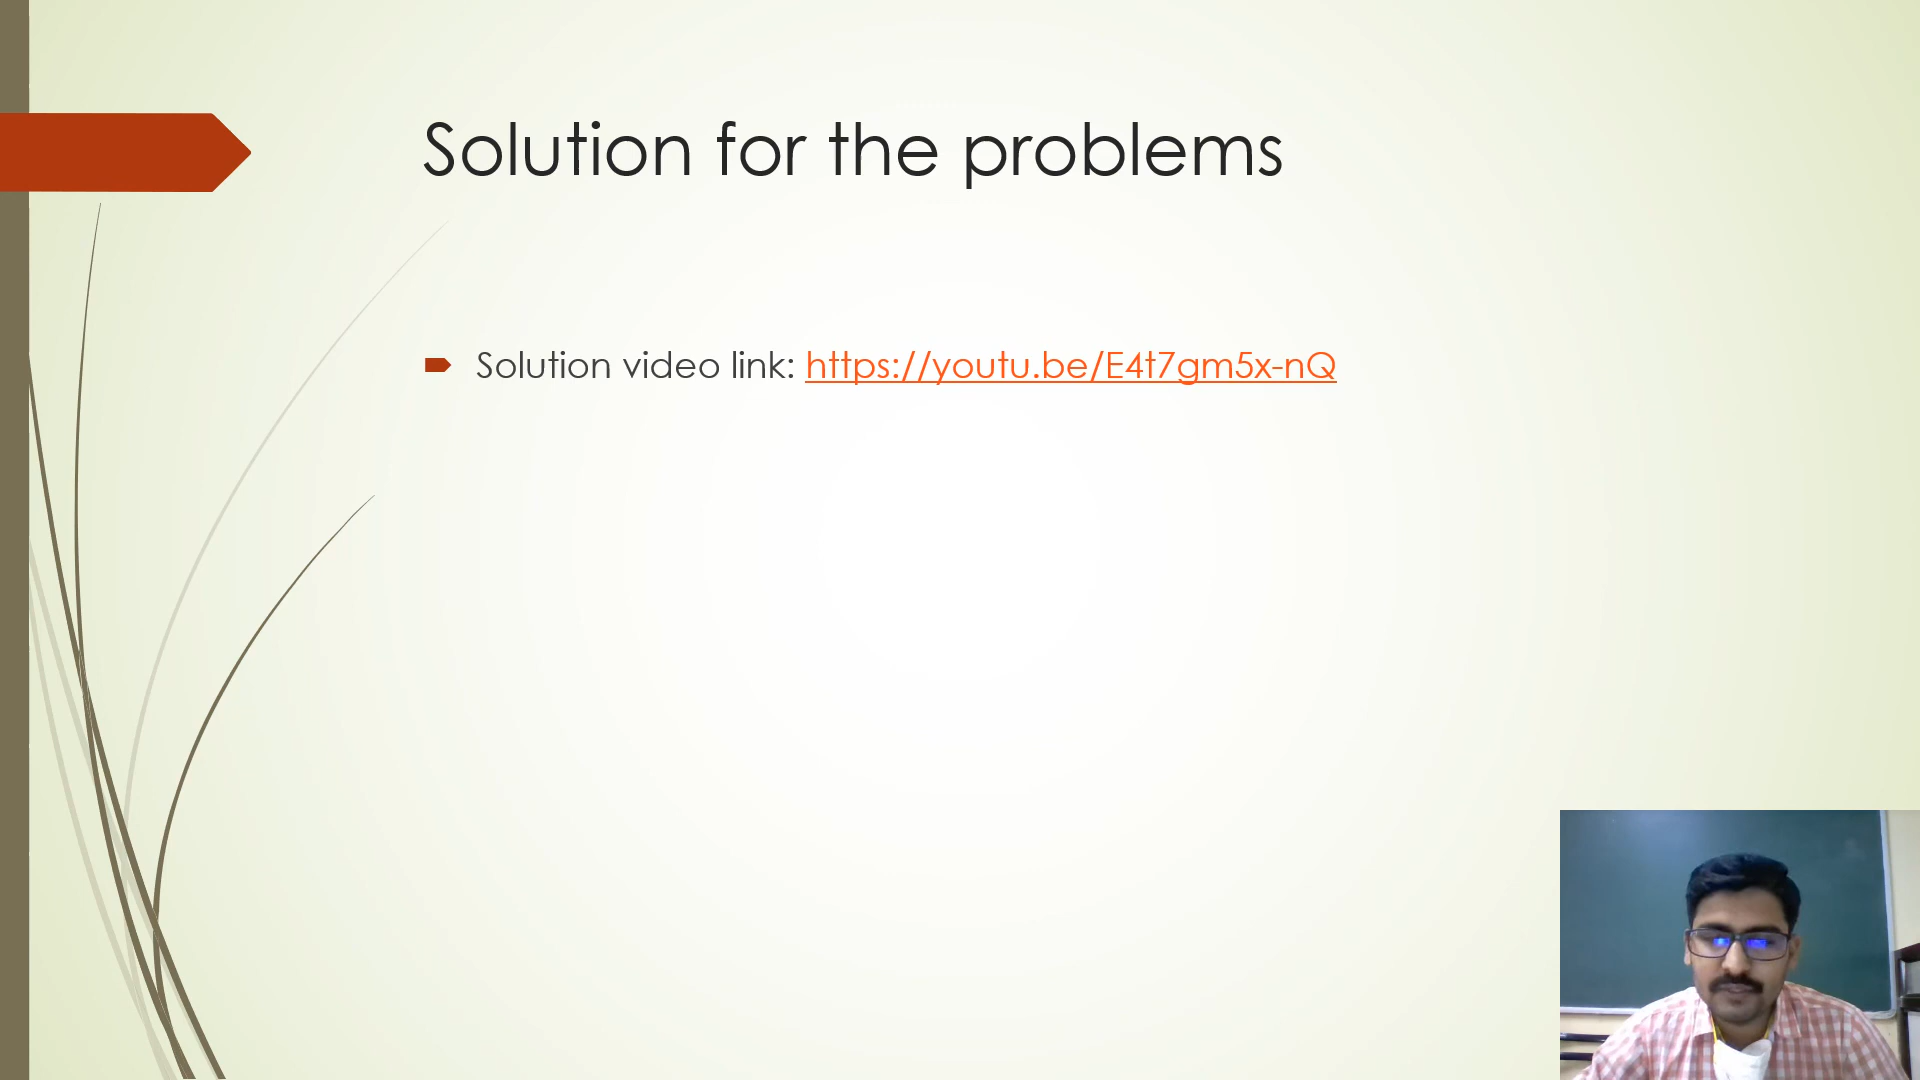 Solution for the problems
Solution video link: https://youtu.be/E4t7gm5x-nQ